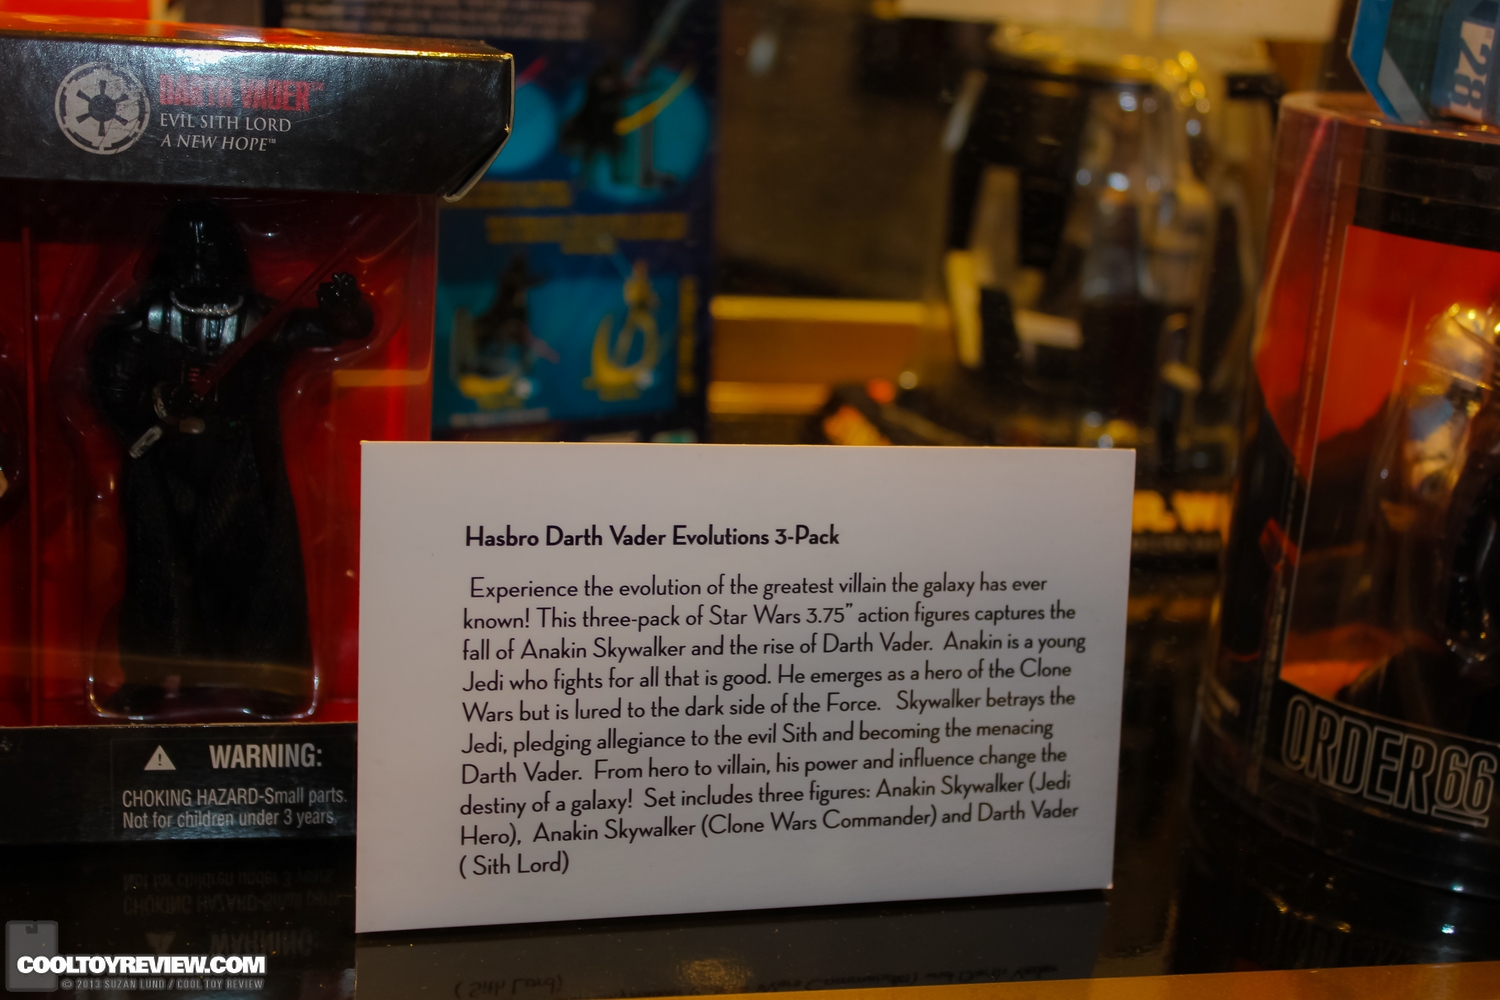 DARTH VADER™
EVIL SITH LORD
A NEW HOPE™
82
Hasbro Darth Vader Evolutions 3-Pack
Experience the evolution of the greatest villain the galaxy has ever
known! This three-pack of Star Wars 3.75” action figures captures the
fall of Anakin Skywalker and the rise of Darth Vader. Anakin is a young
Jedi who fights for all that is good. He emerges as a hero of the Clone
Wars but is lured to the dark side of the Force. Skywalker betrays the
Jedi, pledging allegiance to the evil Sith and becoming the menacing
Darth Vader. From hero to villain, his power and influence change the
destiny of a galaxy! Set includes three figures: Anakin Skywalker (Jedi
Hero), Anakin Skywalker (Clone Wars Commander) and Darth Vader
( Sith Lord)
WARNING:
CHOKING HAZARD-Small parts.
Not for children under 3 years.
ORDER 66
COOLTOYREVIEW.COM
© 2013 SUZAN LUND / COOL TOY REVIEW